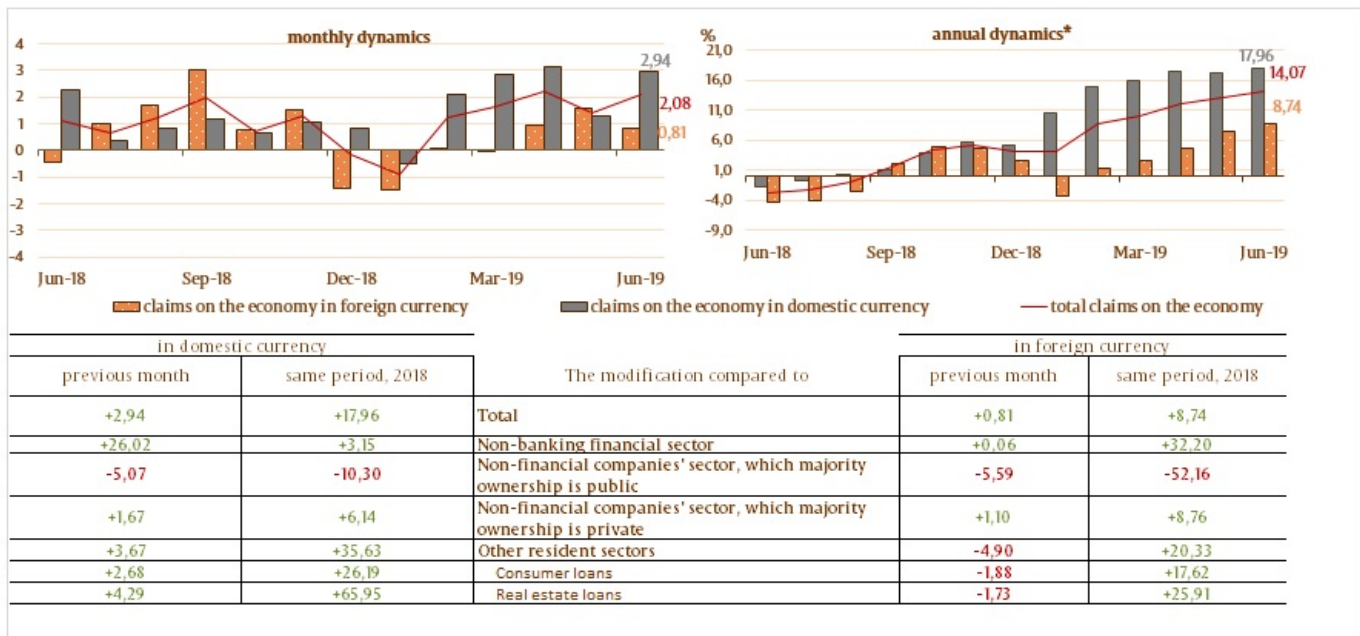 monthly dynamics
4
3
2
1
0
-1
-2
-3
-4
2,94
2,08
0,81
Jun-18 Sep-18 Dec-18 Mar-19 Jun-19
% annual dynamics*
21,0
16,0
11,0
6,0
1,0
-4,0
-9,0
17,96
14,07
8,74
Jun-18 Sep-18 Dec-18 Mar-19 Jun-19
claims on the economy in foreign currency claims on the economy in domestic currency total claims on the economy
in domestic currency in foreign currency
previous month same period, 2018 The modification compared to previous month same period, 2018
+2,94 +17,96 Total +0,81 +8,74
+26,02 +3,15 Non-banking financial sector +0,06 +32,20
-5,07 -10,30 Non-financial companies' sector, which majority
ownership is public -5,59 -52,16
+1,67 +6,14 Non-financial companies' sector, which majority
ownership is private +1,10 +8,76
+3,67 +35,63 Other resident sectors -4,90 +20,33
+2,68 +26,19 Consumer loans -1,88 +17,62
+4,29 +65,95 Real estate loans -1,73 +25,91